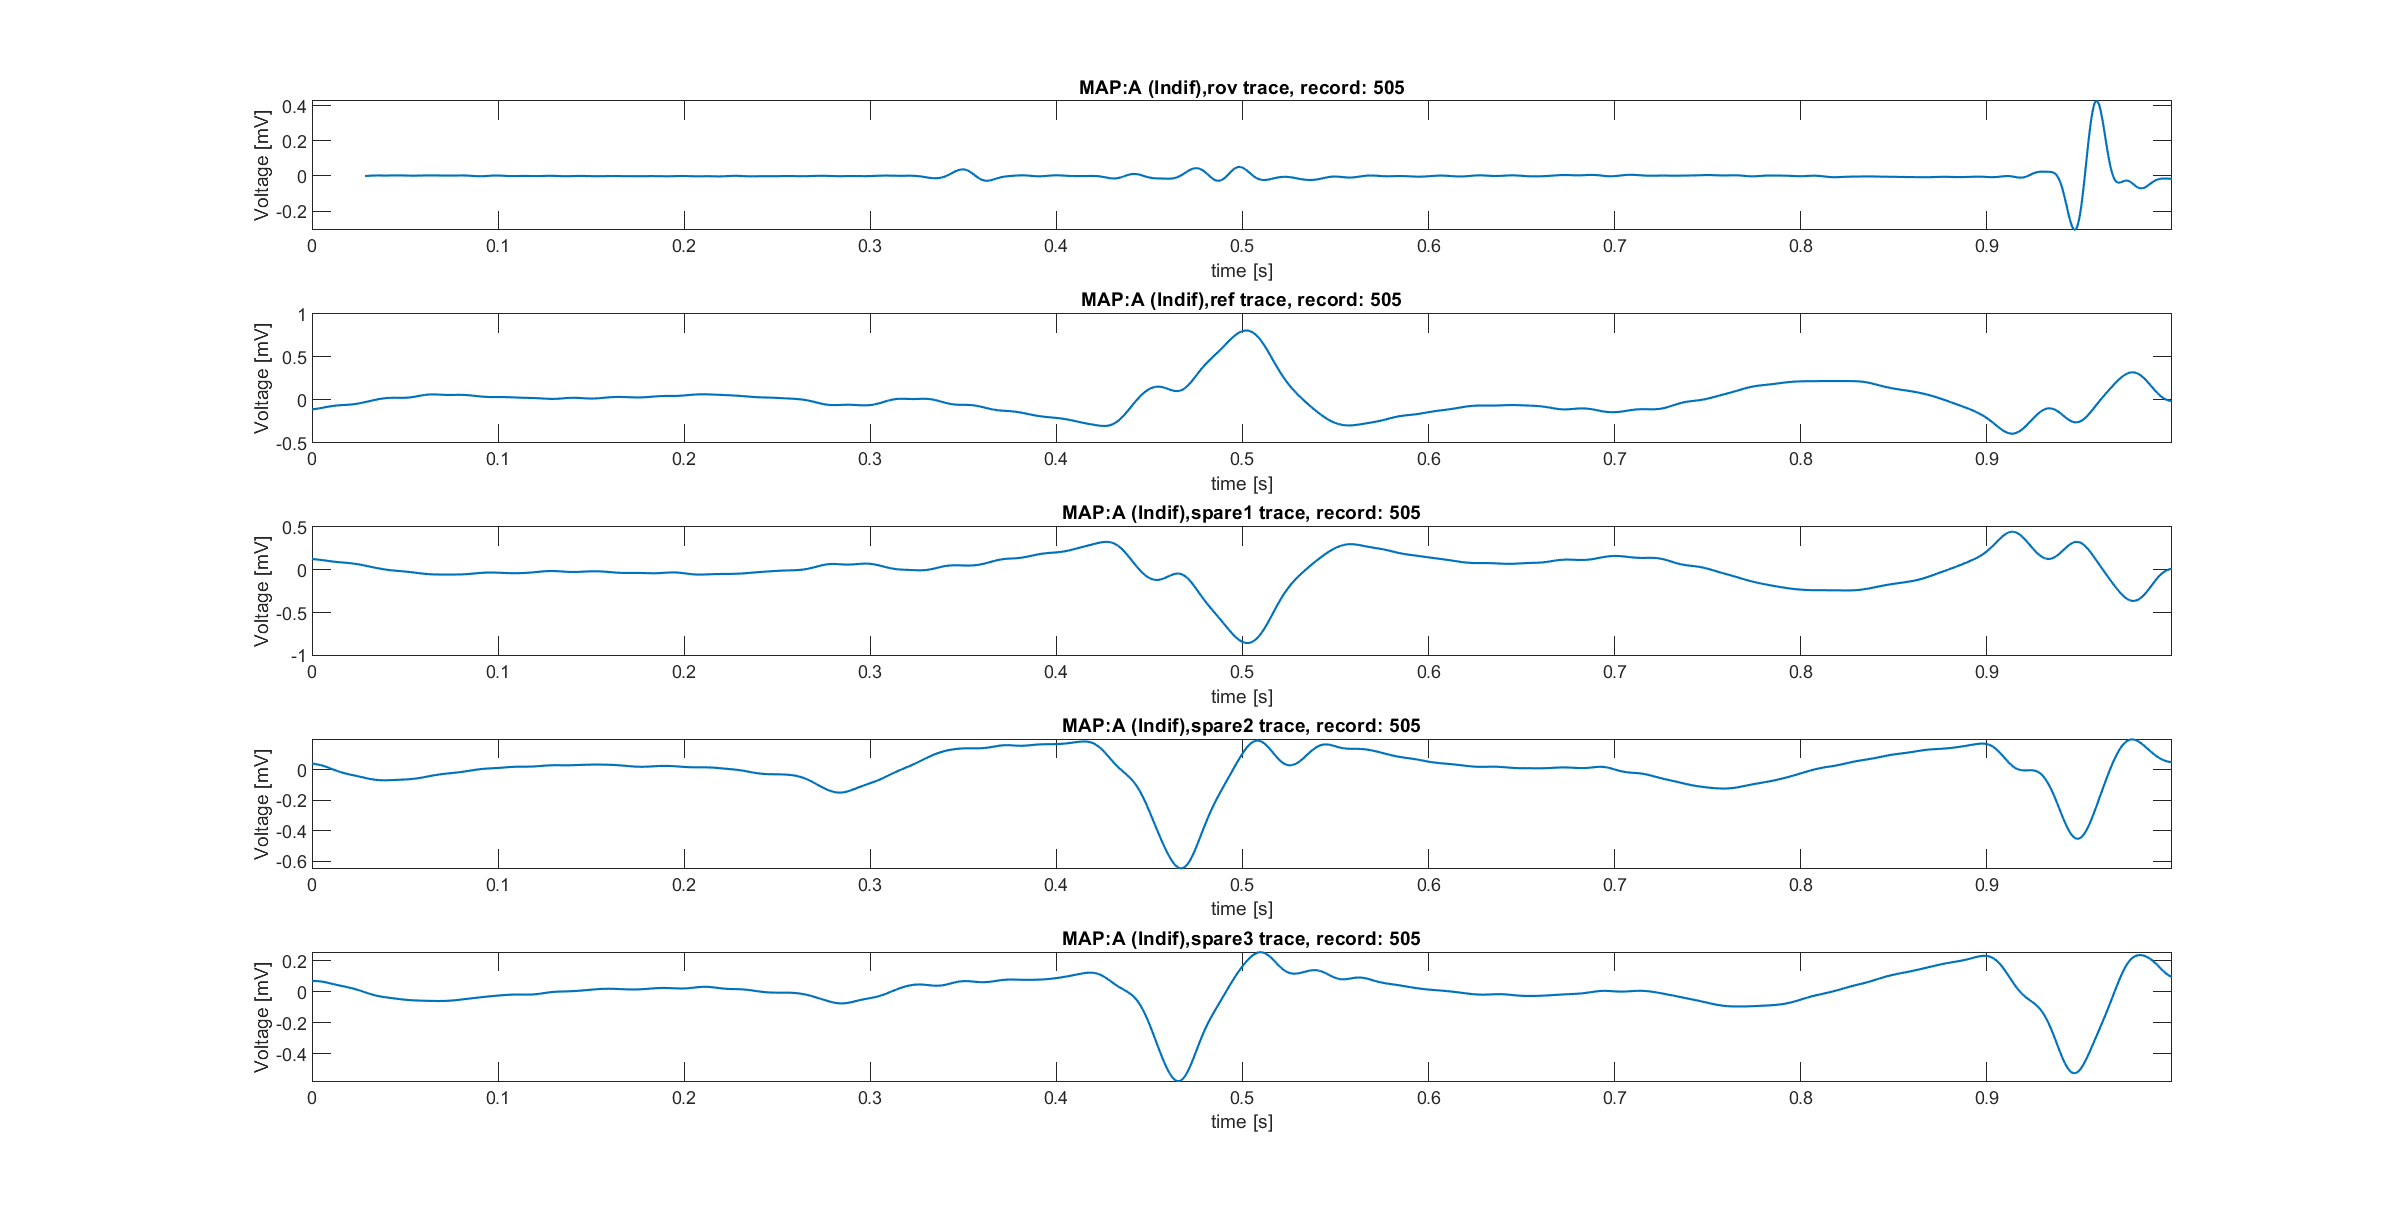 MAP:A (Indif),rov trace, record: 505
Voltage [mV]
0.4
0.2
0
-0.2
0 0.1 0.2 0.3 0.4 0.5 0.6 0.7 0.8 0.9
time [s]
MAP:A (Indif),ref trace, record: 505
Voltage [mV]
1
0.5
0
-0.5
0 0.1 0.2 0.3 0.4 0.5 0.6 0.7 0.8 0.9
time [s]
MAP:A (Indif),spare1 trace, record: 505
Voltage [mV]
0.5
0
-0.5
-1
0 0.1 0.2 0.3 0.4 0.5 0.6 0.7 0.8 0.9
time [s]
MAP:A (Indif),spare2 trace, record: 505
Voltage [mV]
0
-0.2
-0.4
-0.6
0 0.1 0.2 0.3 0.4 0.5 0.6 0.7 0.8 0.9
time [s]
MAP:A (Indif),spare3 trace, record: 505
Voltage [mV]
0.2
0
-0.2
-0.4
0 0.1 0.2 0.3 0.4 0.5 0.6 0.7 0.8 0.9
time [s]